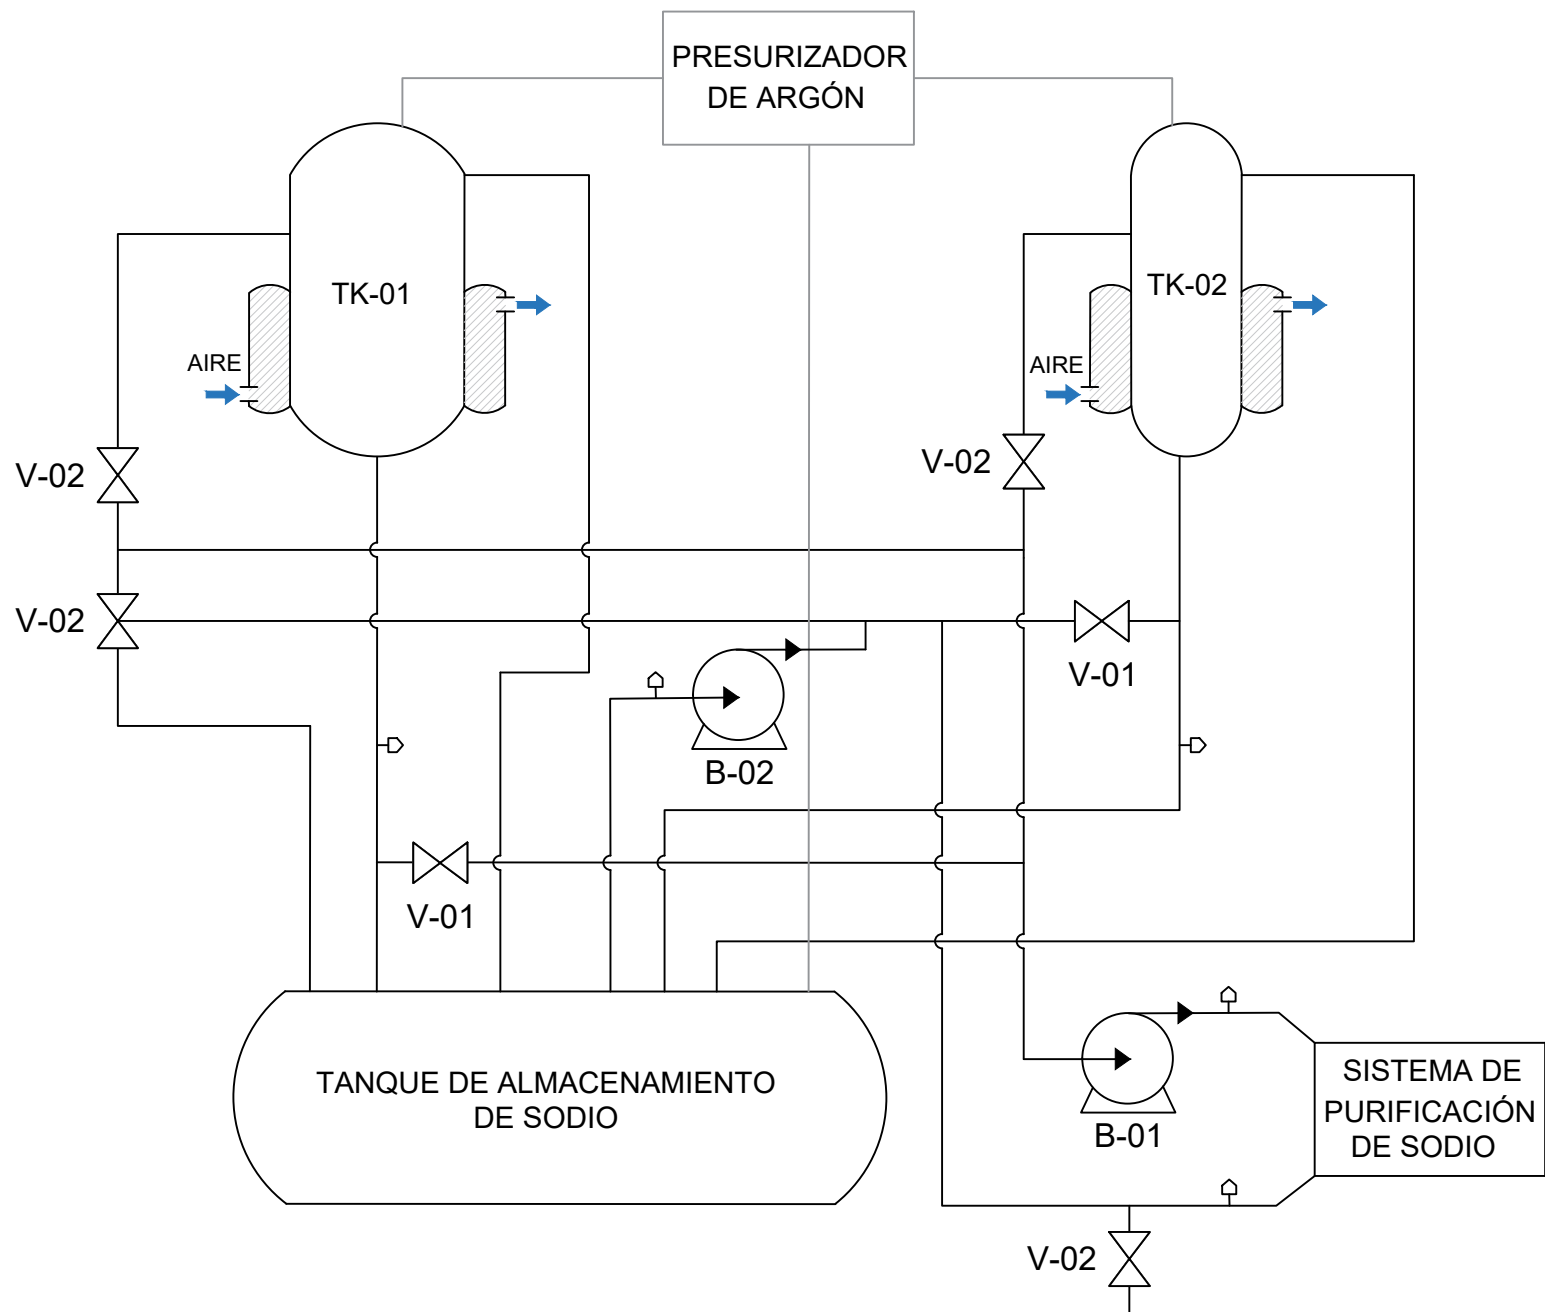 PRESURIZADOR
DE ARGÓN
TK-01
TK-02
AIRE
AIRE
V-02
V-02
V-02
V-01
B-02
V-01
TANQUE DE ALMACENAMIENTO
DE SODIO
B-01
SISTEMA DE
PURIFICACIÓN
DE SODIO
V-02